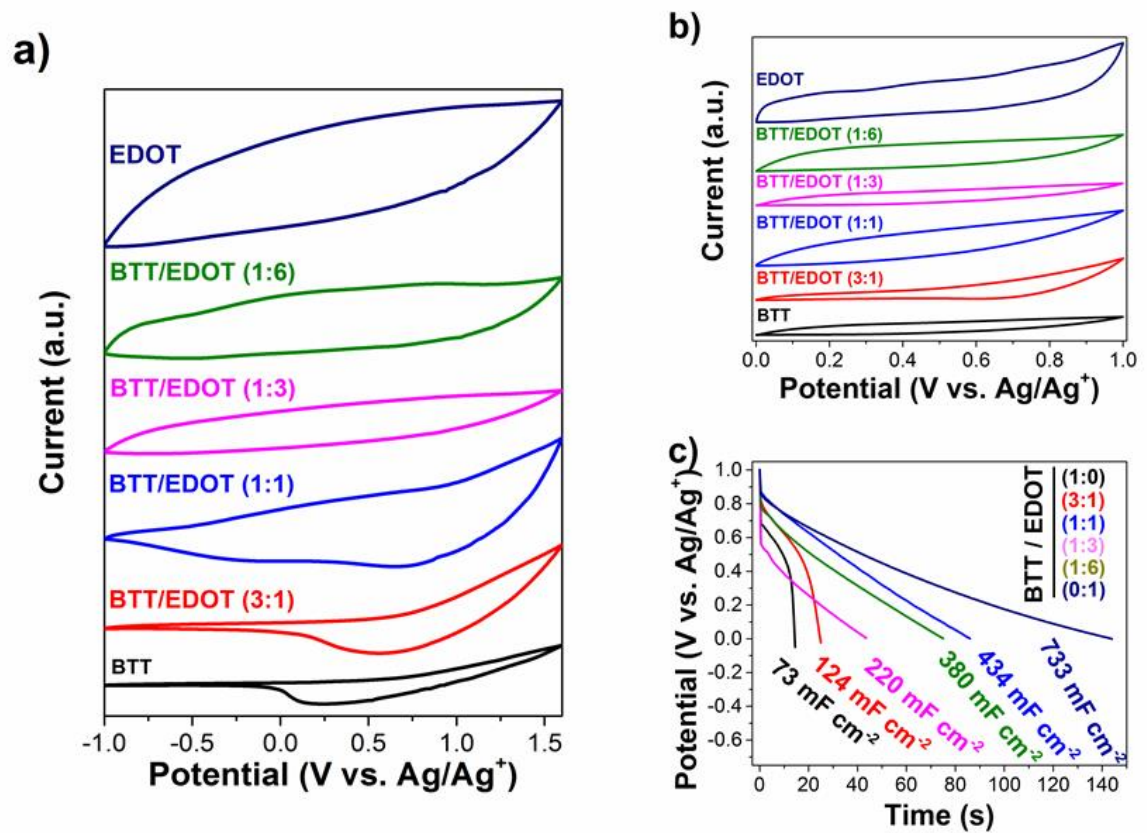 a)
EDOT
BTT/EDOT (1:6)
BTT/EDOT (1:3)
BTT/EDOT (1:1)
BTT/EDOT (3:1)
BTT
Current (a.u.)
-1.0 -0.5 0.0 0.5 1.0 1.5
Potential (V vs. Ag/Ag⁺)
b)
EDOT
BTT/EDOT (1:6)
BTT/EDOT (1:3)
BTT/EDOT (1:1)
BTT/EDOT (3:1)
BTT
Current (a.u.)
0.0 0.2 0.4 0.6 0.8 1.0
Potential (V vs. Ag/Ag⁺)
c)
1.0
0.8
0.6
0.4
0.2
0.0
-0.2
-0.4
-0.6
Potential (V vs. Ag/Ag⁺)
BTT / EDOT
(1:0)
(3:1)
(1:1)
(1:3)
(1:6)
(0:1)
73 mF cm⁻²
124 mF cm⁻²
220 mF cm⁻²
380 mF cm⁻²
434 mF cm⁻²
733 mF cm⁻²
0 20 40 60 80 100 120 140
Time (s)